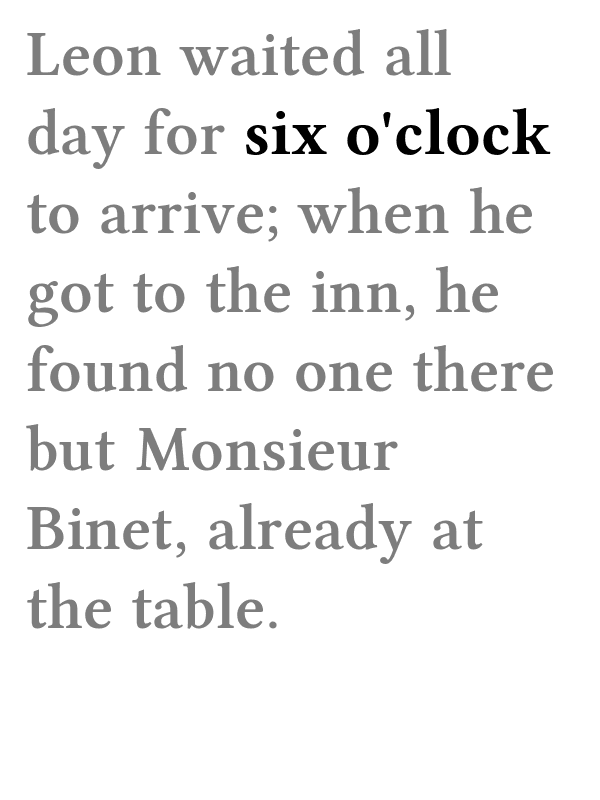 Leon waited all
day for six o'clock
to arrive; when he
got to the inn, he
found no one there
but Monsieur
Binet, already at
the table.